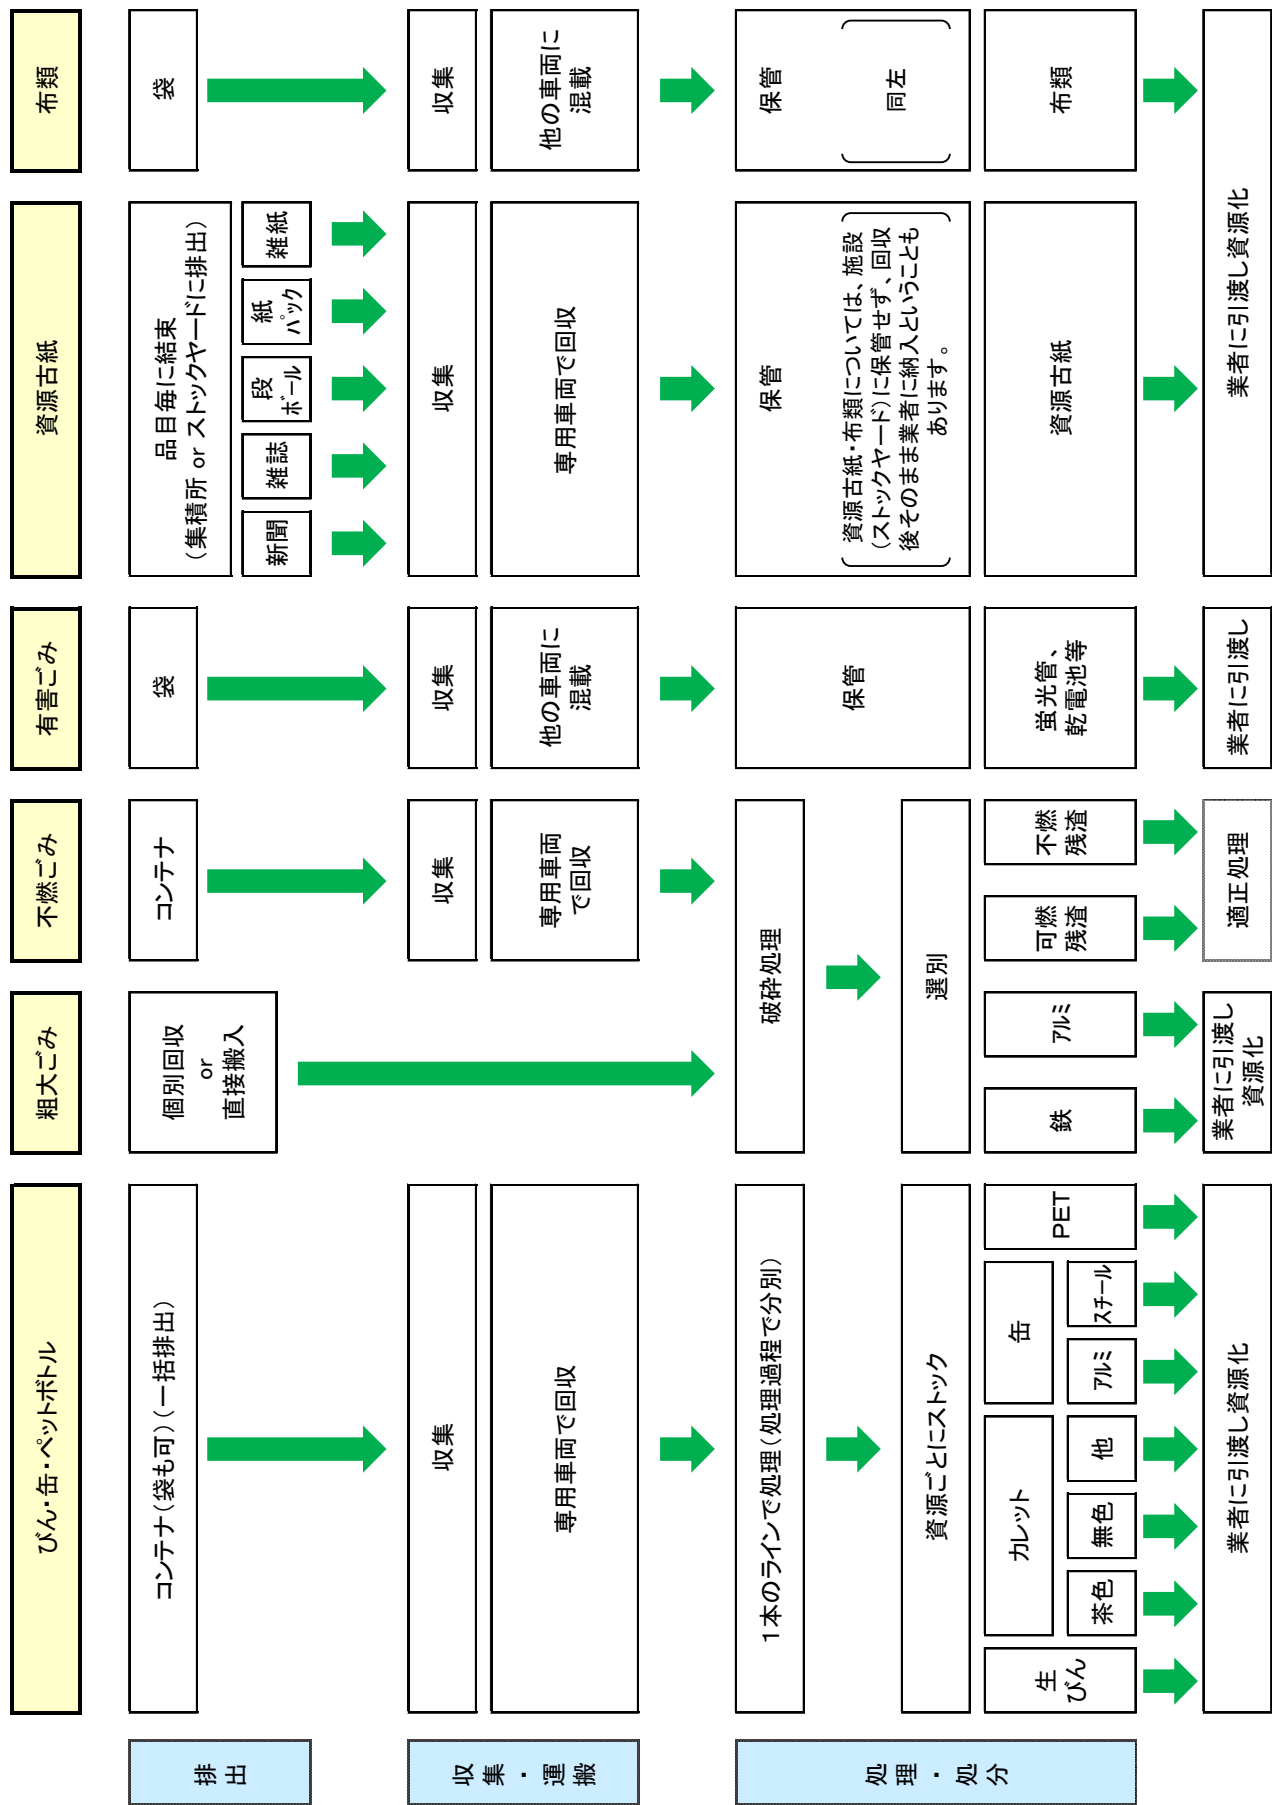 びん・缶・ペットボトル
粗大ごみ
不燃ごみ
有害ごみ
資源古紙
布類
排出
コンテナ（袋も可）（一括排出）
個別回収
or
直接搬入
コンテナ
袋
品目毎に結束
（集積所 or ストックヤードに排出）
新聞
雑誌
段
ボール
紙
パック
雑紙
袋
収集・運搬
収集
収集
収集
収集
収集
専用車両で回収
専用車両
で回収
他の車両に
混載
専用車両で回収
他の車両に
混載
処理・処分
1本のラインで処理（処理過程で分別）
破砕処理
保管
保管
資源古紙・布類については、施設
（ストックヤード）に保管せず、回収
後そのまま業者に納入ということも
あります。
保管
同左
資源ごとにストック
選別
生
びん
カレット
茶色
無色
他
缶
アルミ
スチール
PET
鉄
アルミ
可燃
残渣
不燃
残渣
蛍光管、
乾電池等
資源古紙
布類
業者に引渡し資源化
業者に引渡し
資源化
適正処理
業者に引渡し
業者に引渡し資源化